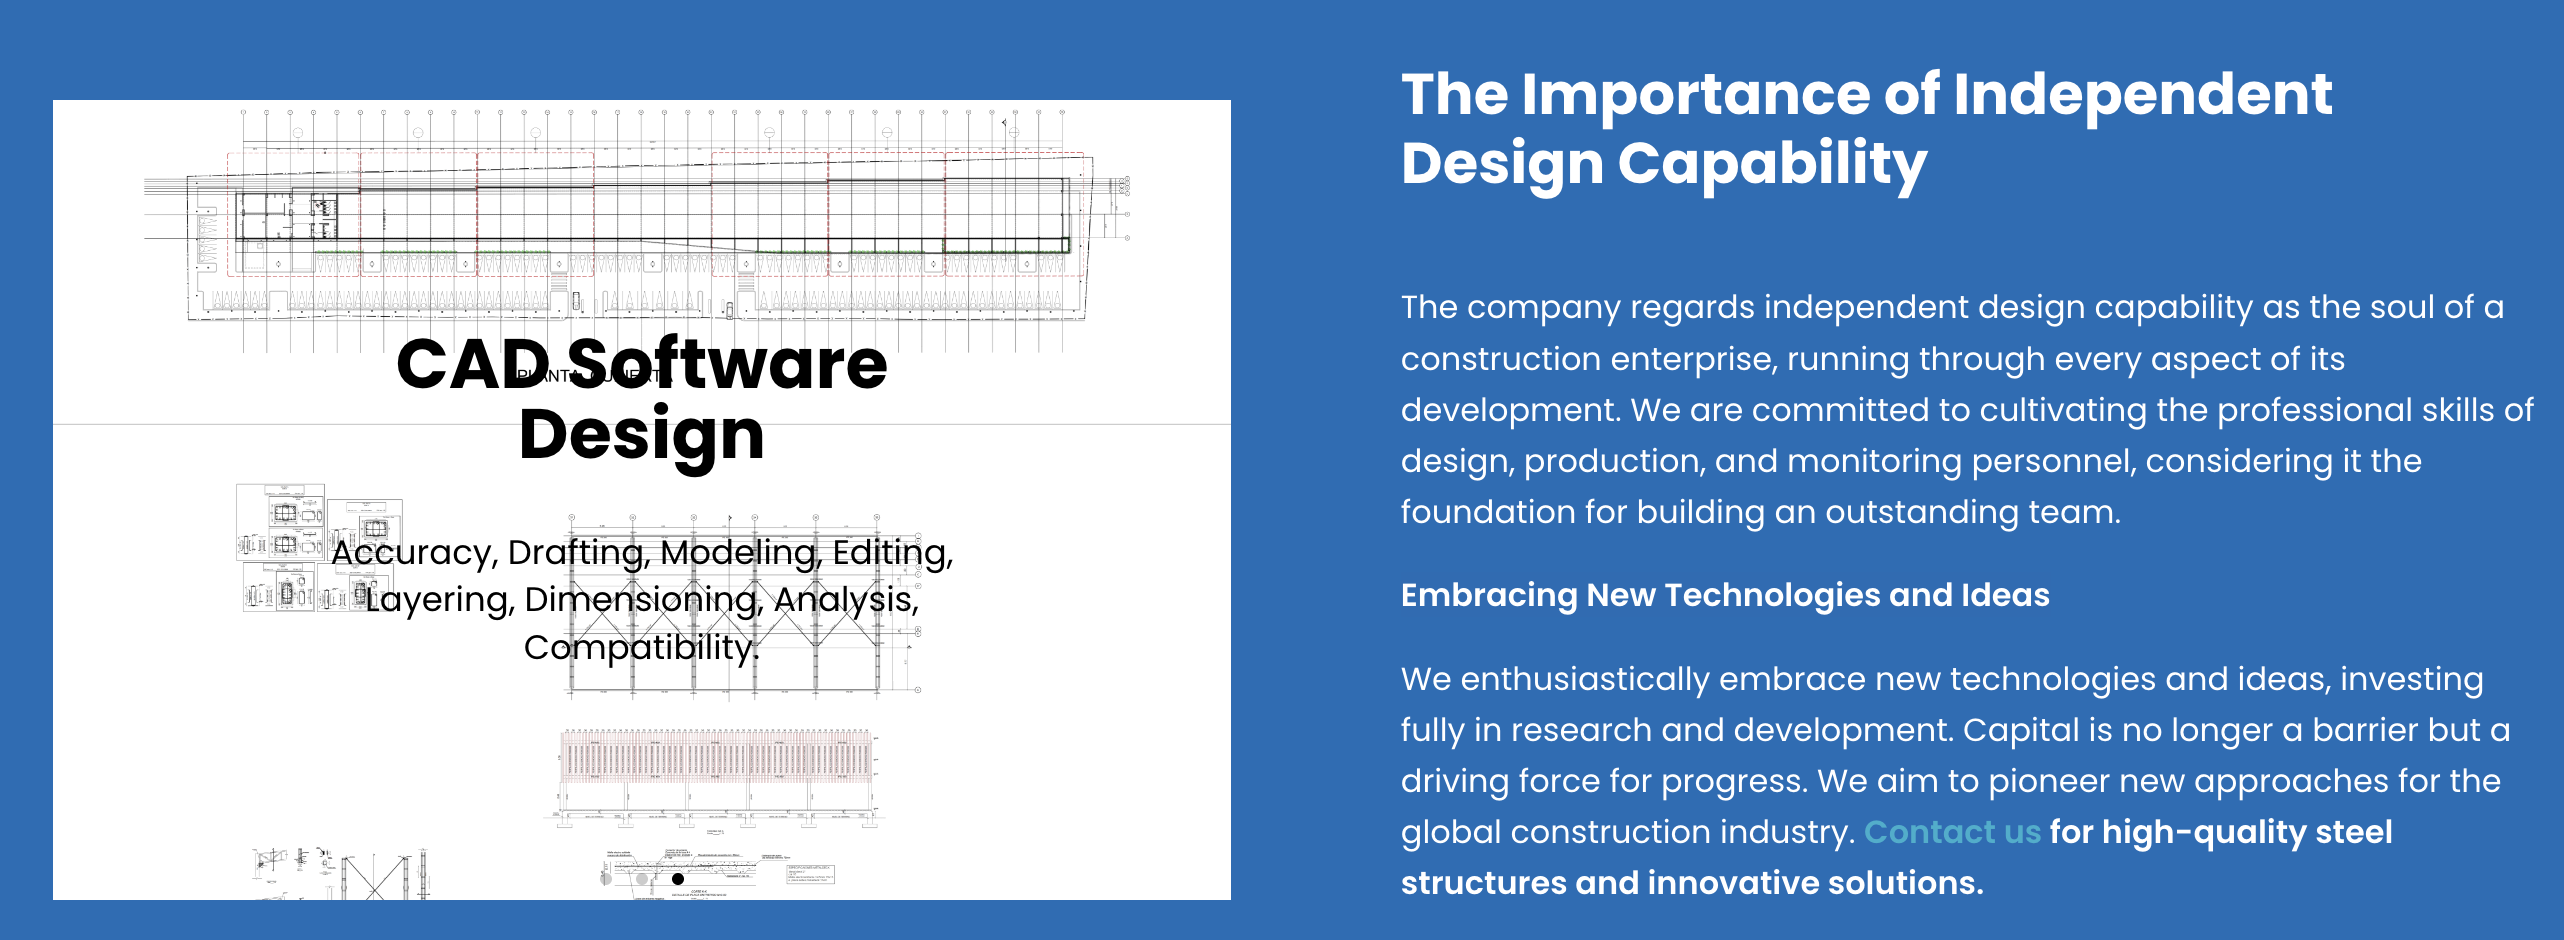 CAD Software
Design
PLANTA CUBIERTA
Accuracy, Drafting, Modeling, Editing,
Layering, Dimensioning, Analysis,
Compatibility.
The Importance of Independent
Design Capability
The company regards independent design capability as the soul of a
construction enterprise, running through every aspect of its
development. We are committed to cultivating the professional skills of
design, production, and monitoring personnel, considering it the
foundation for building an outstanding team.
Embracing New Technologies and Ideas
We enthusiastically embrace new technologies and ideas, investing
fully in research and development. Capital is no longer a barrier but a
driving force for progress. We aim to pioneer new approaches for the
global construction industry. Contact us for high-quality steel
structures and innovative solutions.